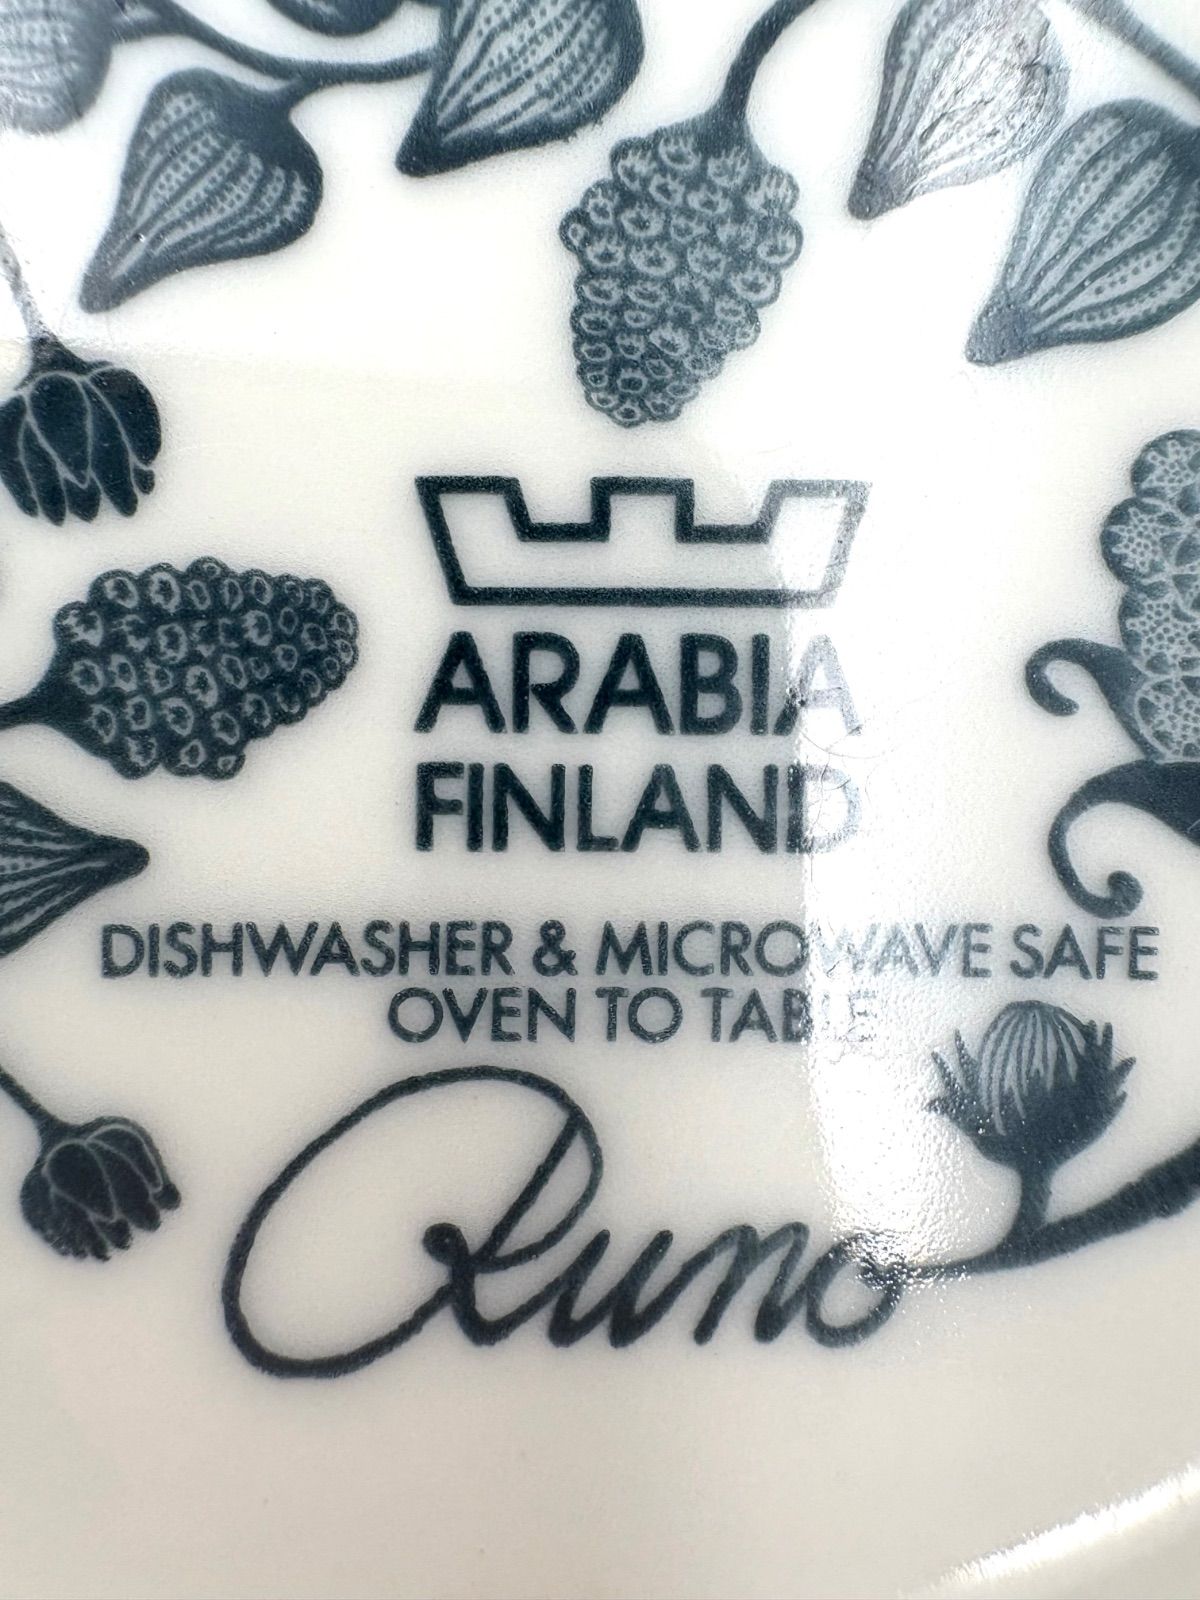 ARABIA
FINLAND
DISHWASHER & MICROWAVE SAFE
OVEN TO TABLE
Runo